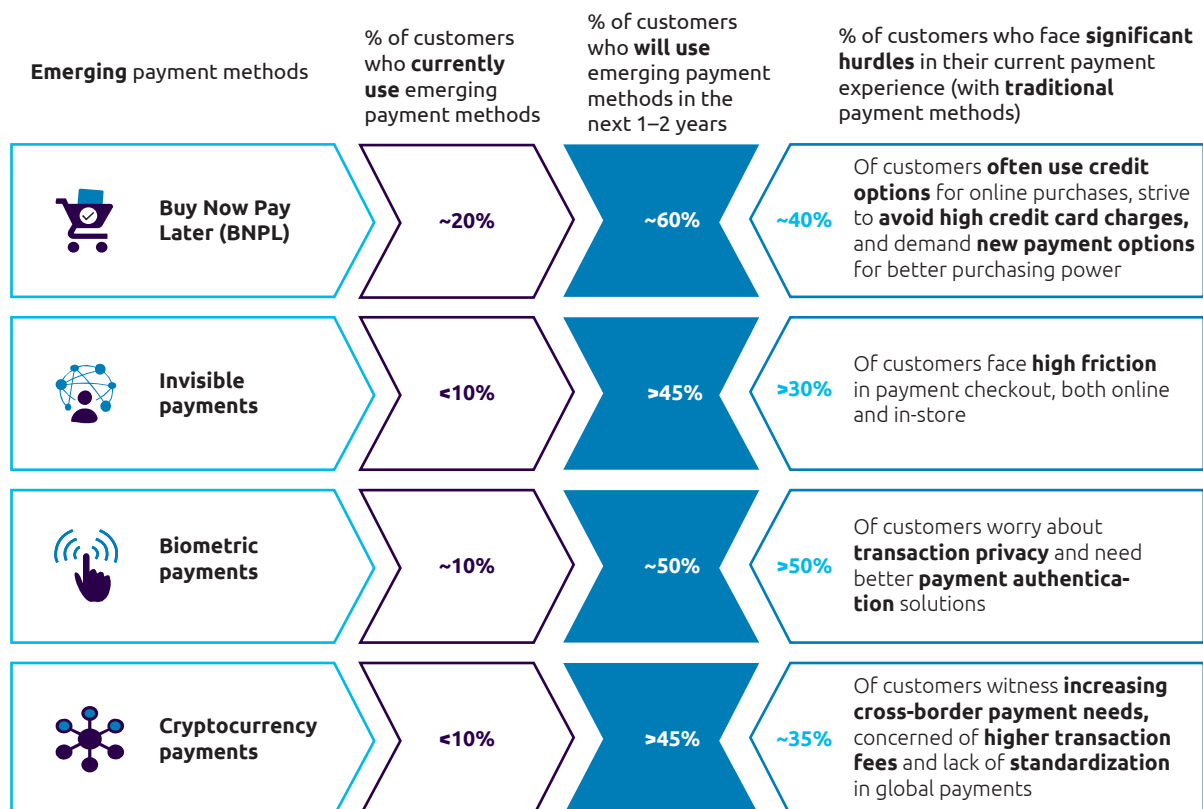 Emerging payment methods
% of customers
who currently
use emerging
payment methods
% of customers
who will use
emerging payment
methods in the
next 1–2 years
% of customers who face significant
hurdles in their current payment
experience (with traditional
payment methods)
Buy Now Pay
Later (BNPL)
~20%
~60%
~40%
Of customers often use credit
options for online purchases, strive
to avoid high credit card charges,
and demand new payment options
for better purchasing power
Invisible
payments
<10%
>45%
>30%
Of customers face high friction
in payment checkout, both online
and in-store
Biometric
payments
~10%
~50%
>50%
Of customers worry about
transaction privacy and need
better payment authentica-
tion solutions
Cryptocurrency
payments
<10%
>45%
~35%
Of customers witness increasing
cross-border payment needs,
concerned of higher transaction
fees and lack of standardization
in global payments